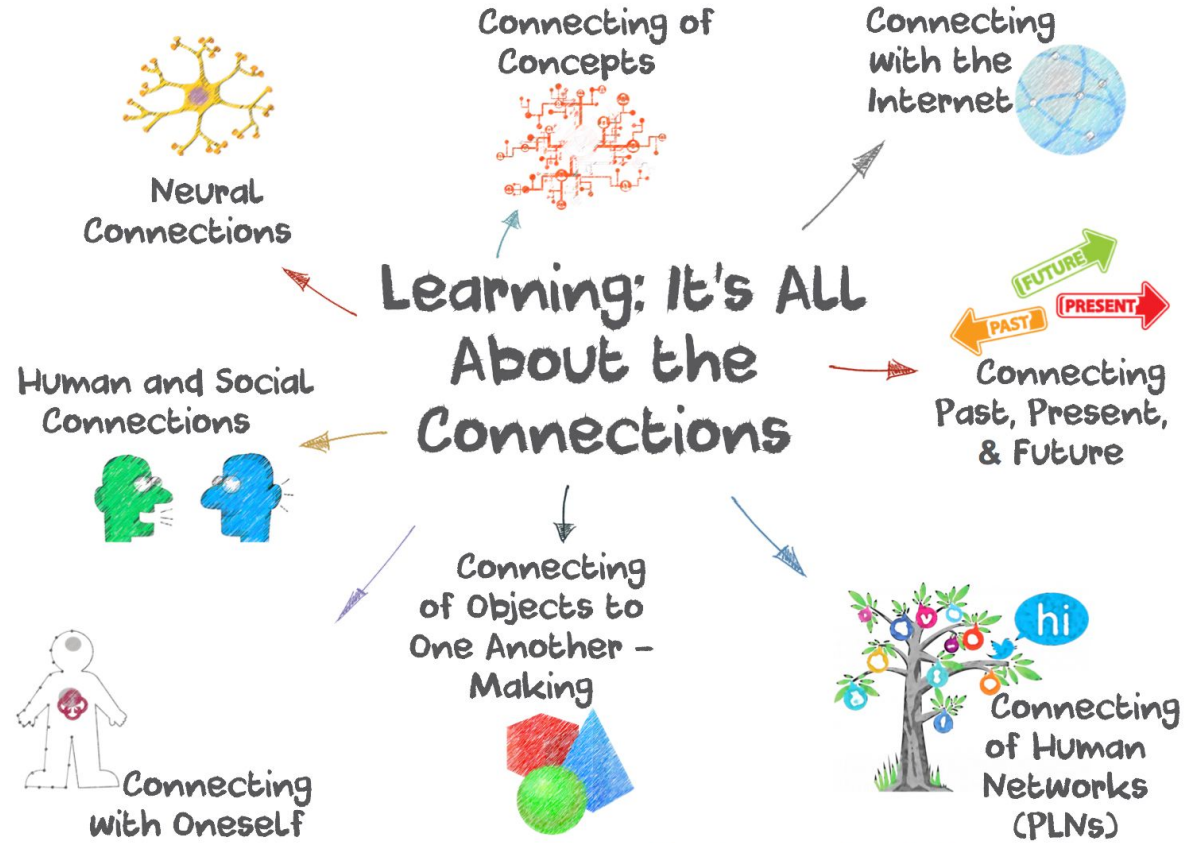 Learning: It's All
About the
Connections
Neural
Connections
Connecting of
Concepts
Connecting
with the
Internet
FUTURE
PRESENT
PAST
Connecting
Past, Present,
& Future
Human and Social
Connections
Connecting
of Objects to
One Another –
Making
hi
Connecting
of Human
Networks
(PLNs)
Connecting
with Oneself